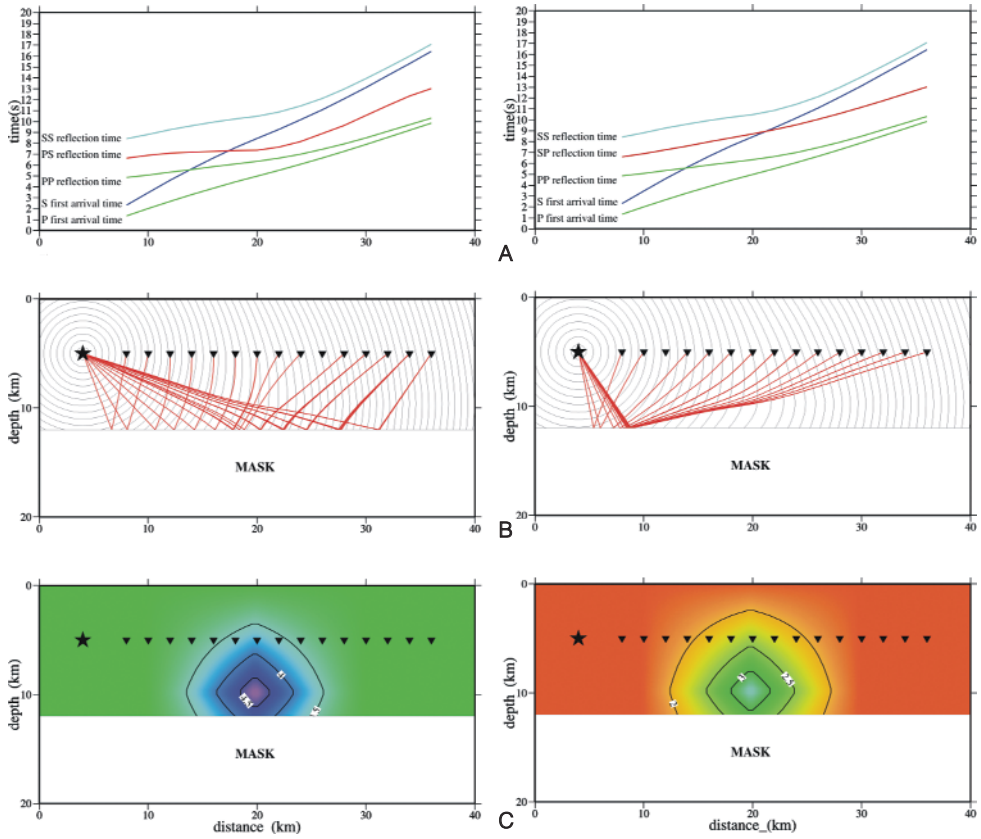 20
19
18
17
16
15
14
13
12
11
10
9
8
7
6
5
4
3
2
1
0
time(s)
SS reflection time
PS reflection time
PP reflection time
S first arrival time
P first arrival time
0 10 20 30 40
20
19
18
17
16
15
14
13
12
11
10
9
8
7
6
5
4
3
2
1
0
time(s)
SS reflection time
SP reflection time
PP reflection time
S first arrival time
P first arrival time
0 10 20 30 40
A
0
10
20
depth (km)
MASK
0 10 20 30 40
0
10
20
depth (km)
MASK
0 10 20 30 40
B
0
10
20
depth (km)
MASK
0 10 20 30 40
distance (km)
0
10
20
depth (km)
MASK
0 10 20 30 40
distance_(km)
C